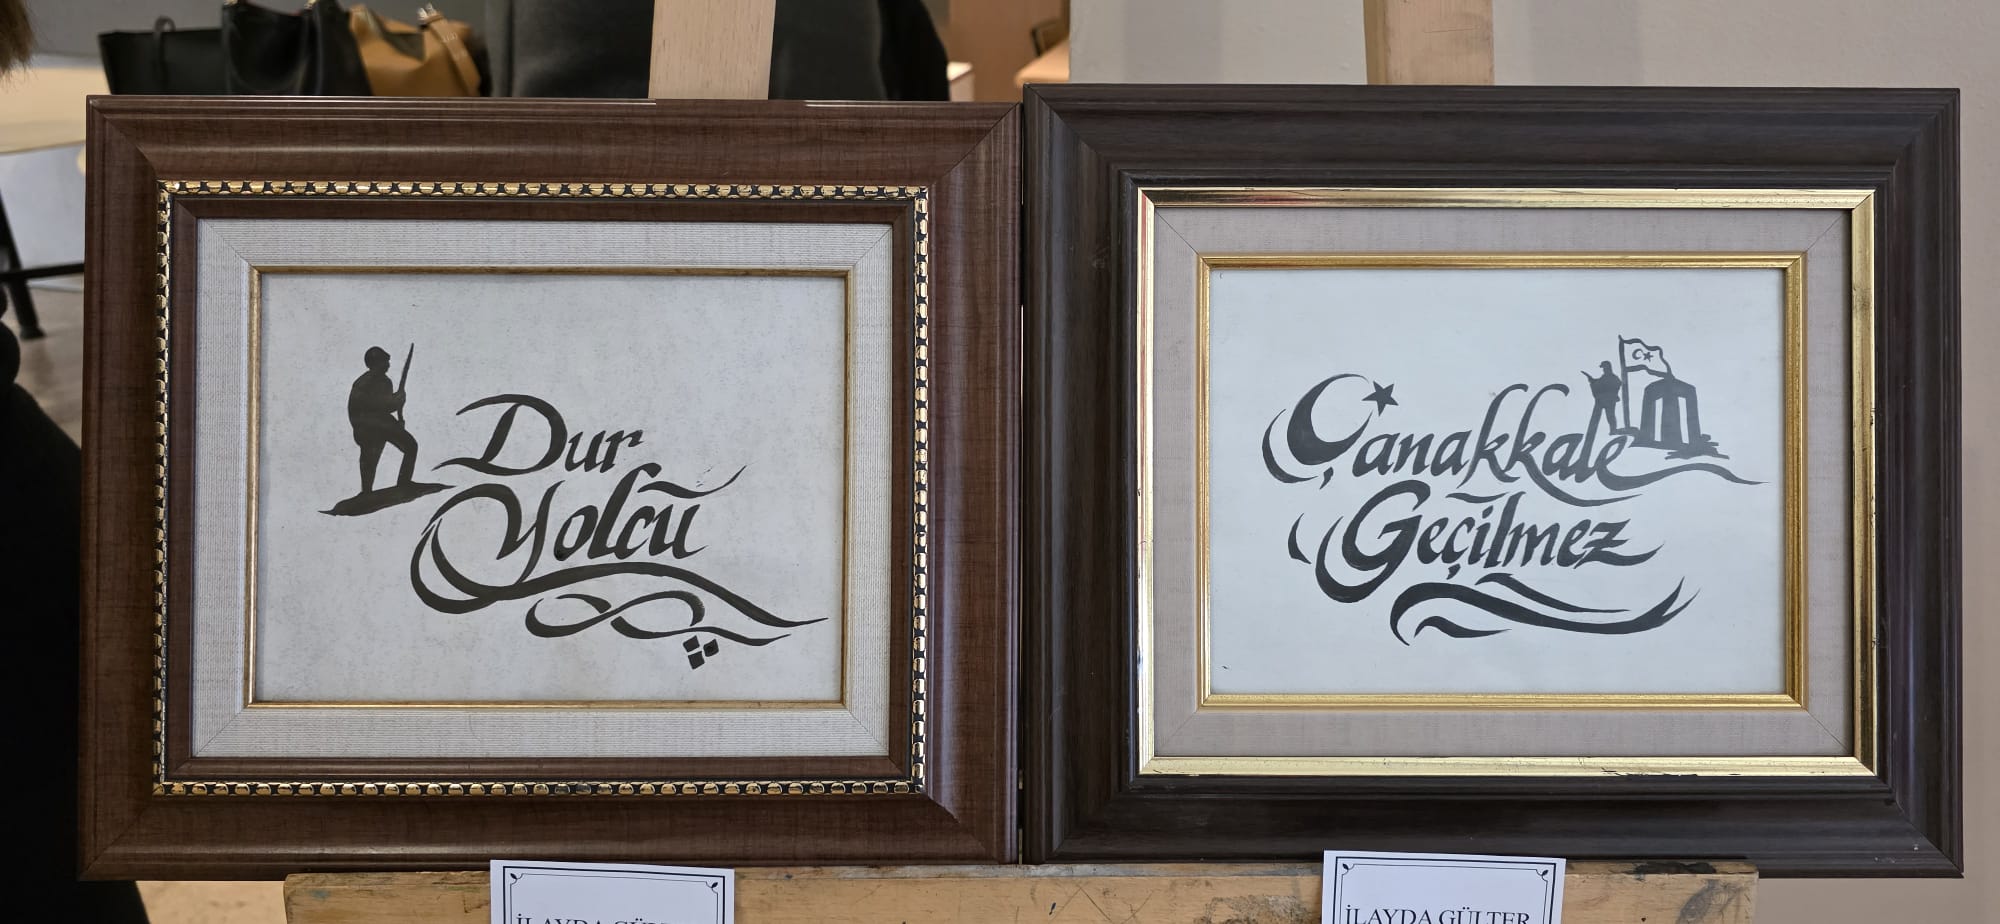 Dur
Yolcu
Çanakkale
Geçilmez
İLAYDA
İLAYDA GÜLTER